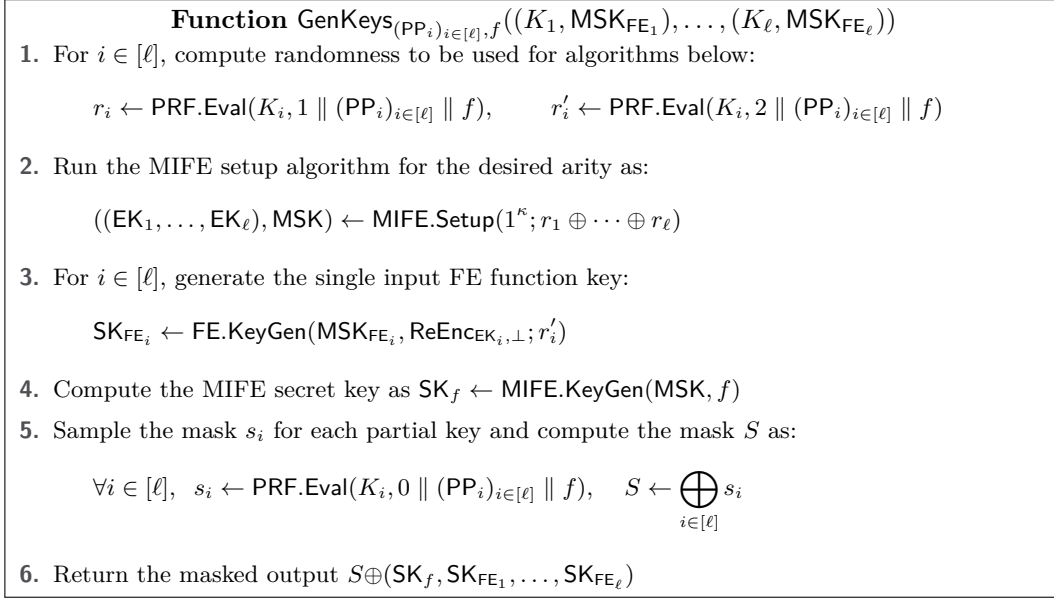 Function GenKeys_{(PP_i)_{i∈[ℓ]},f}((K_1, MSK_{FE_1}), . . . , (K_ℓ, MSK_{FE_ℓ}))
1. For i ∈ [ℓ], compute randomness to be used for algorithms below:
r_i ← PRF.Eval(K_i, 1 ∥ (PP_i)_{i∈[ℓ]} ∥ f), r′_i ← PRF.Eval(K_i, 2 ∥ (PP_i)_{i∈[ℓ]} ∥ f)
2. Run the MIFE setup algorithm for the desired arity as:
((EK_1, . . . , EK_ℓ), MSK) ← MIFE.Setup(1^κ; r_1 ⊕ · · · ⊕ r_ℓ)
3. For i ∈ [ℓ], generate the single input FE function key:
SK_{FE_i} ← FE.KeyGen(MSK_{FE_i}, ReEnc_{EK_i,⊥}; r′_i)
4. Compute the MIFE secret key as SK_f ← MIFE.KeyGen(MSK, f)
5. Sample the mask s_i for each partial key and compute the mask S as:
∀i ∈ [ℓ], s_i ← PRF.Eval(K_i, 0 ∥ (PP_i)_{i∈[ℓ]} ∥ f), S ← ⨁_{i∈[ℓ]} s_i
6. Return the masked output S⊕(SK_f, SK_{FE_1}, . . . , SK_{FE_ℓ})